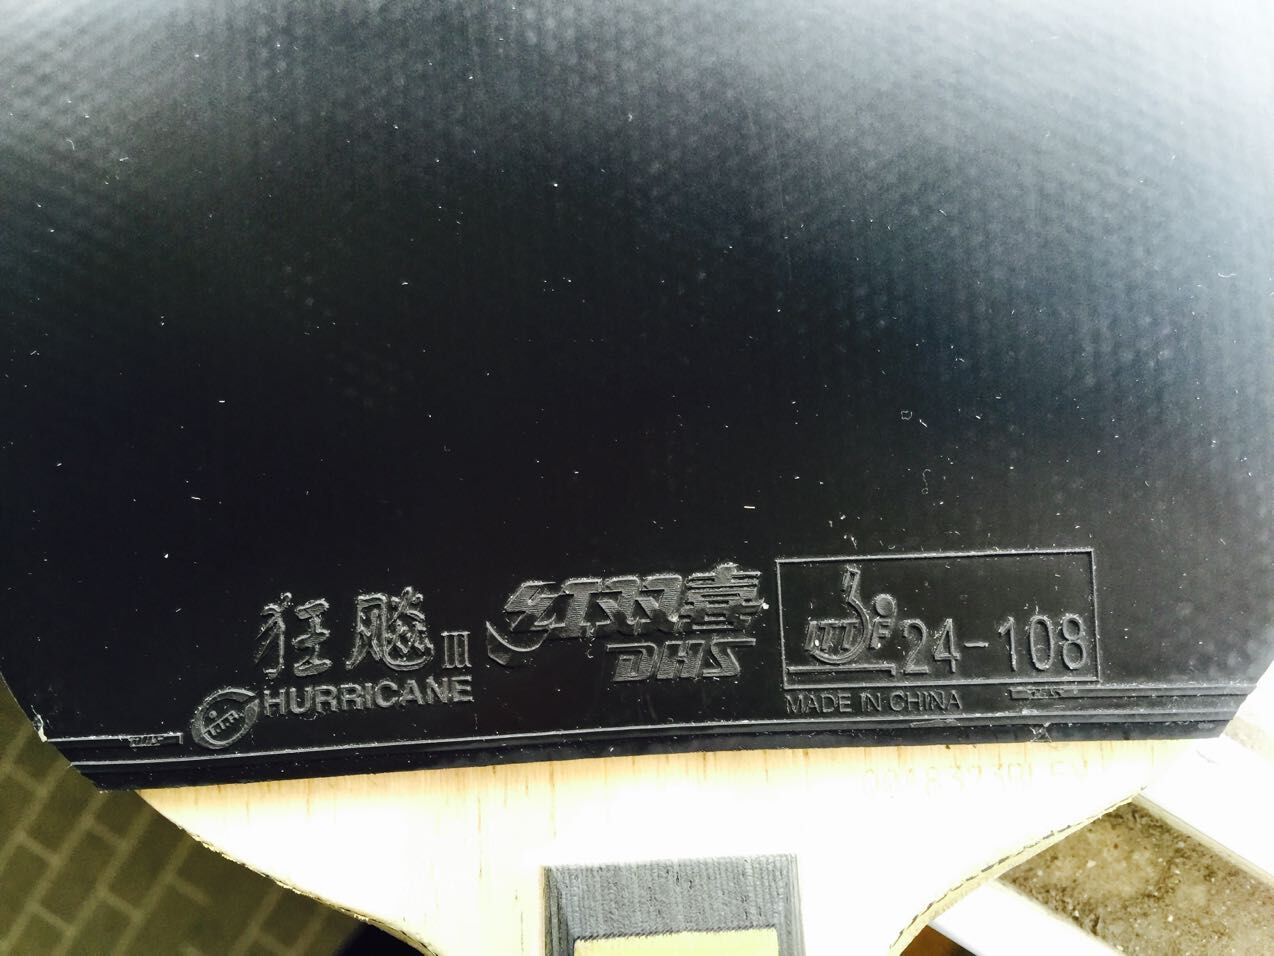 狂飚 III
HURRICANE
红双喜
DHS
ITTF 24-108
MADE IN CHINA